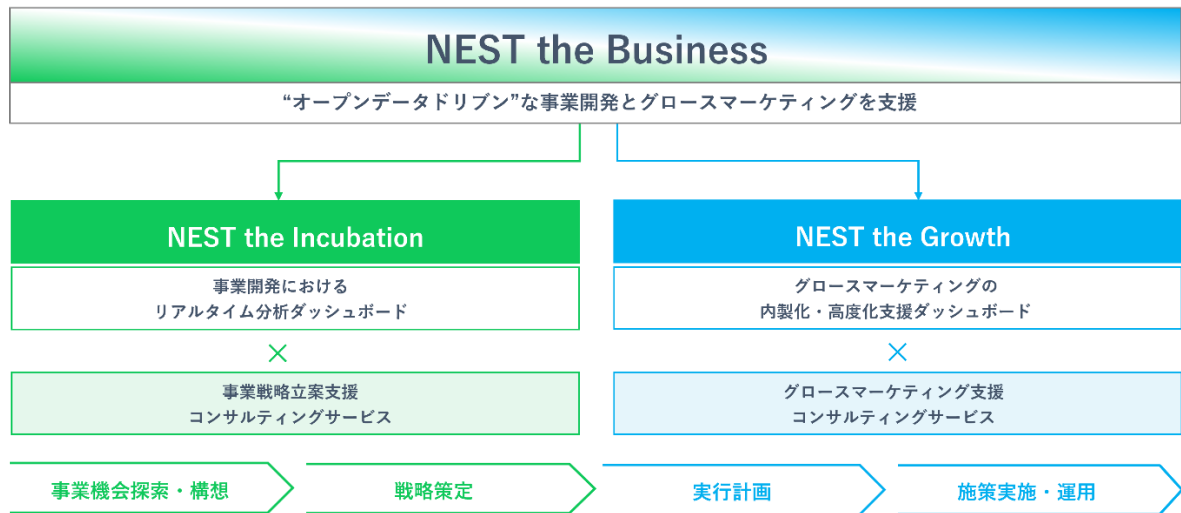 NEST the Business
“オープンデータドリブン”な事業開発とグロースマーケティングを支援
NEST the Incubation
事業開発における
リアルタイム分析ダッシュボード
×
事業戦略立案支援
コンサルティングサービス
NEST the Growth
グロースマーケティングの
内製化・高度化支援ダッシュボード
×
グロースマーケティング支援
コンサルティングサービス
事業機会探索・構想
戦略策定
実行計画
施策実施・運用